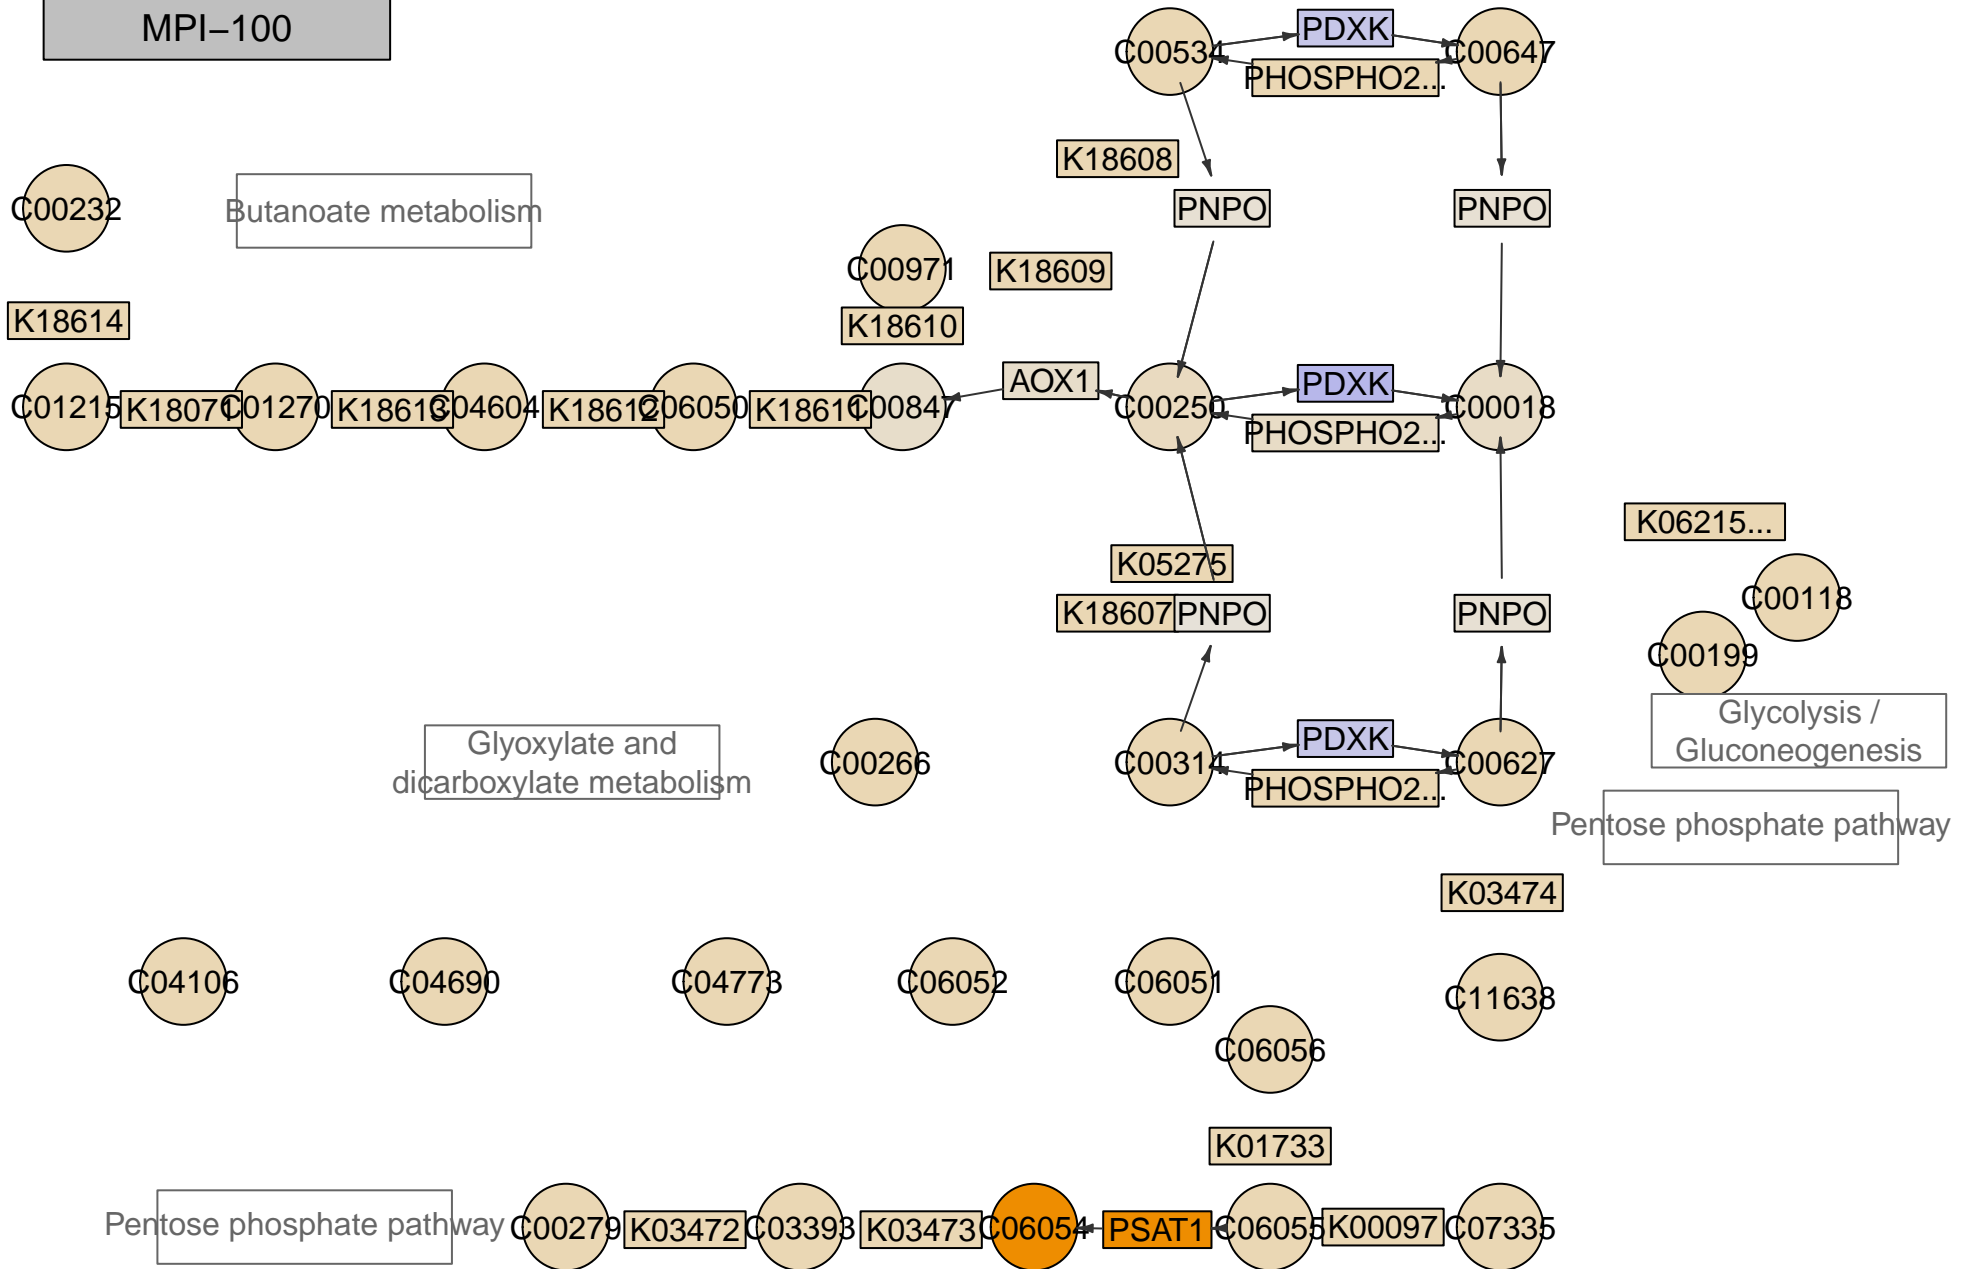 MPI−100
C00534
PDXK
C00647
PHOSPHO2...
K18608
C00232
Butanoate metabolism
PNPO
PNPO
C00971
K18609
K18614
K18610
AOX1
PDXK
C01215
K18071
C01270
K18613
C04604
K18612
C06050
K18611
C00847
C00250
C00018
PHOSPHO2...
K06215...
K05275
C00118
K18607
PNPO
PNPO
C00199
Glycolysis /
Gluconeogenesis
Glyoxylate and
dicarboxylate metabolism
C00266
C00314
PDXK
C00627
PHOSPHO2...
Pentose phosphate pathway
K03474
C04106
C04690
C04773
C06052
C06051
C11638
C06056
K01733
Pentose phosphate pathway
C00279
K03472
C03393
K03473
C06054
PSAT1
C06055
K00097
C07335